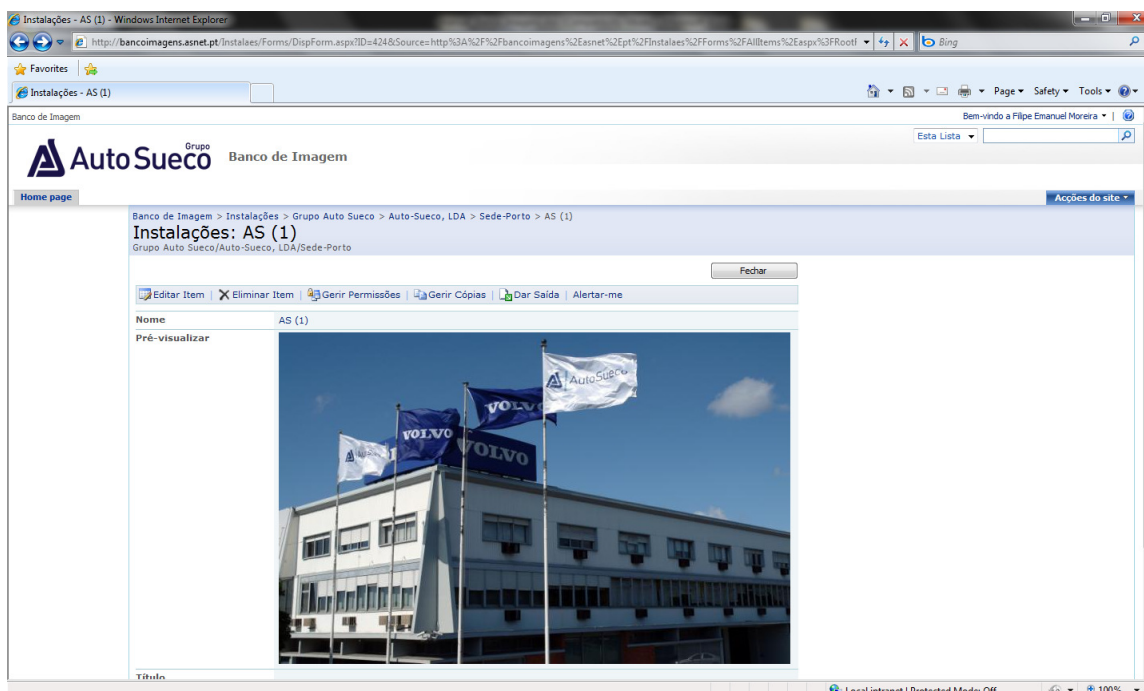 Instalações - AS (1) - Windows Internet Explorer
http://bancoimagens.asnet.pt/Instalaes/Forms/DispForm.aspx?ID=424&Source=http%3A%2F%2Fbancoimagens%2Easnet%2Ept%2FInstalaes%2FForms%2FAllItems%2Easpx%3FRootF
Bing
Favorites
Instalações - AS (1)
Page Safety Tools
Banco de Imagem
Bem-vindo a Filipe Emanuel Moreira
Esta Lista
Grupo
Auto Sueco
Banco de Imagem
Home page
Acções do site
Banco de Imagem > Instalações > Grupo Auto Sueco > Auto-Sueco, LDA > Sede-Porto > AS (1)
Instalações: AS (1)
Grupo Auto Sueco/Auto-Sueco, LDA/Sede-Porto
Fechar
Editar Item | Eliminar Item | Gerir Permissões | Gerir Cópias | Dar Saída | Alertar-me
Nome AS (1)
Pré-visualizar
Auto Sueco
VOLVO
VOLVO
VOLVO
Título
Local intranet | Protected Mode: Off
100%